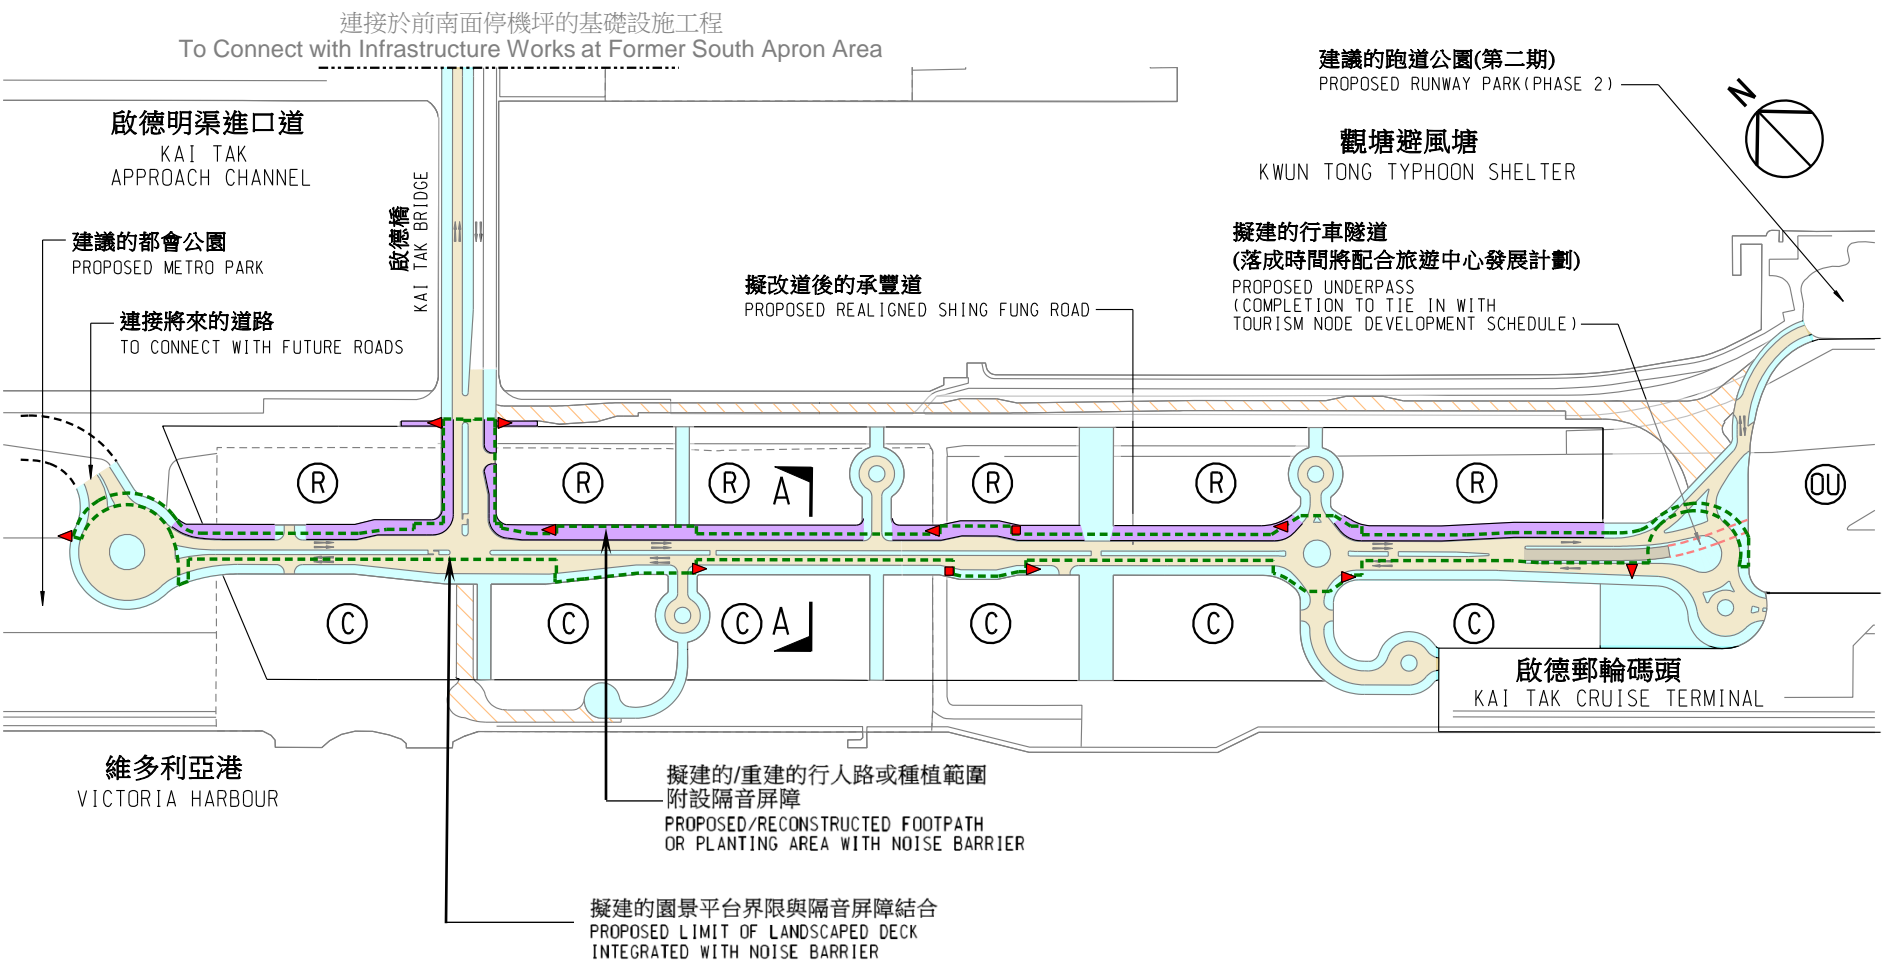 連接於前南面停機坪的基礎設施工程
To Connect with Infrastructure Works at Former South Apron Area
建議的跑道公園(第二期)
PROPOSED RUNWAY PARK(PHASE 2)
N
啟德明渠進口道
KAI TAK
APPROACH CHANNEL
觀塘避風塘
KWUN TONG TYPHOON SHELTER
啟德橋
KAI TAK BRIDGE
建議的都會公園
PROPOSED METRO PARK
擬建的行車隧道
(落成時間將配合旅遊中心發展計劃)
PROPOSED UNDERPASS
(COMPLETION TO TIE IN WITH
TOURISM NODE DEVELOPMENT SCHEDULE)
擬改道後的承豐道
PROPOSED REALIGNED SHING FUNG ROAD
連接將來的道路
TO CONNECT WITH FUTURE ROADS
R
R
R
A
R
R
R
OU
C
C
C
A
C
C
C
啟德郵輪碼頭
KAI TAK CRUISE TERMINAL
維多利亞港
VICTORIA HARBOUR
擬建的/重建的行人路或種植範圍
附設隔音屏障
PROPOSED/RECONSTRUCTED FOOTPATH
OR PLANTING AREA WITH NOISE BARRIER
擬建的園景平台界限與隔音屏障結合
PROPOSED LIMIT OF LANDSCAPED DECK
INTEGRATED WITH NOISE BARRIER